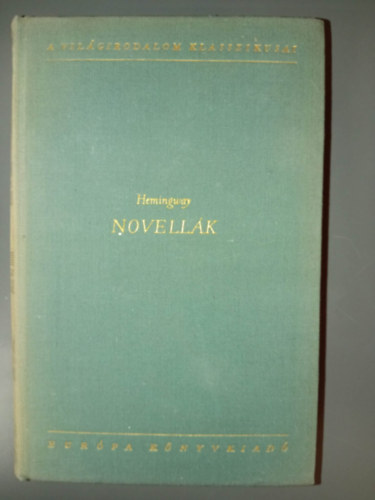 A VILÁGIRODALOM KLASSZIKUSAI
Hemingway
NOVELLÁK
EURÓPA KÖNYVKIADÓ